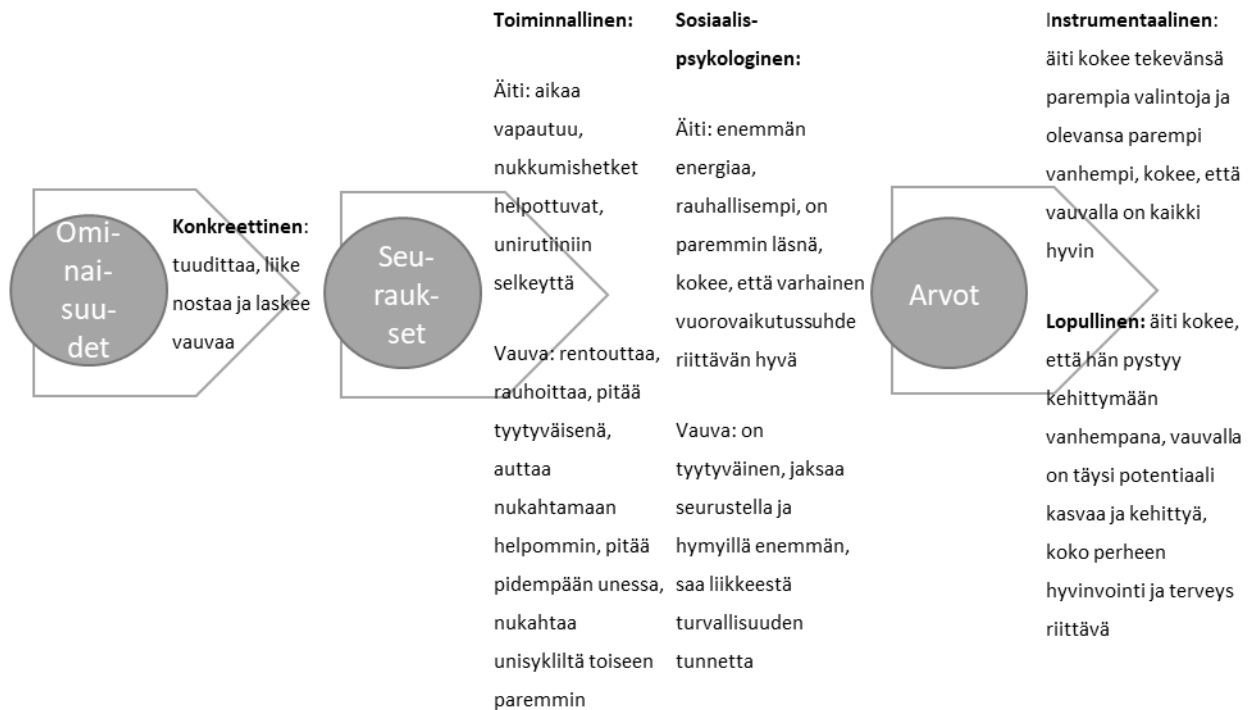 Omi-
nai-
suu-
det
Konkreettinen:
tuudittaa, liike
nostaa ja laskee
vauvaa
Seu-
rauk-
set
Toiminnallinen:
Äiti: aikaa
vapautuu,
nukkumishetket
helpottuvat,
unirutiiniin
selkeyttä
Vauva: rentouttaa,
rauhoittaa, pitää
tyytyväisenä,
auttaa
nukahtamaan
helpommin, pitää
pidempään unessa,
nukahtaa
unisykliltä toiseen
paremmin
Sosiaalis-
psykologinen:
Äiti: enemmän
energiaa,
rauhallisempi, on
paremmin läsnä,
kokee, että varhainen
vuorovaikutussuhde
riittävän hyvä
Vauva: on
tyytyväinen, jaksaa
seurustella ja
hymyillä enemmän,
saa liikkeestä
turvallisuuden
tunnetta
Arvot
Instrumentaalinen:
äiti kokee tekevänsä
parempia valintoja ja
olevansa parempi
vanhempi, kokee, että
vauvalla on kaikki
hyvin
Lopullinen: äiti kokee,
että hän pystyy
kehittymään
vanhempana, vauvalla
on täysi potentiaali
kasvaa ja kehittyä,
koko perheen
hyvinvointi ja terveys
riittävä